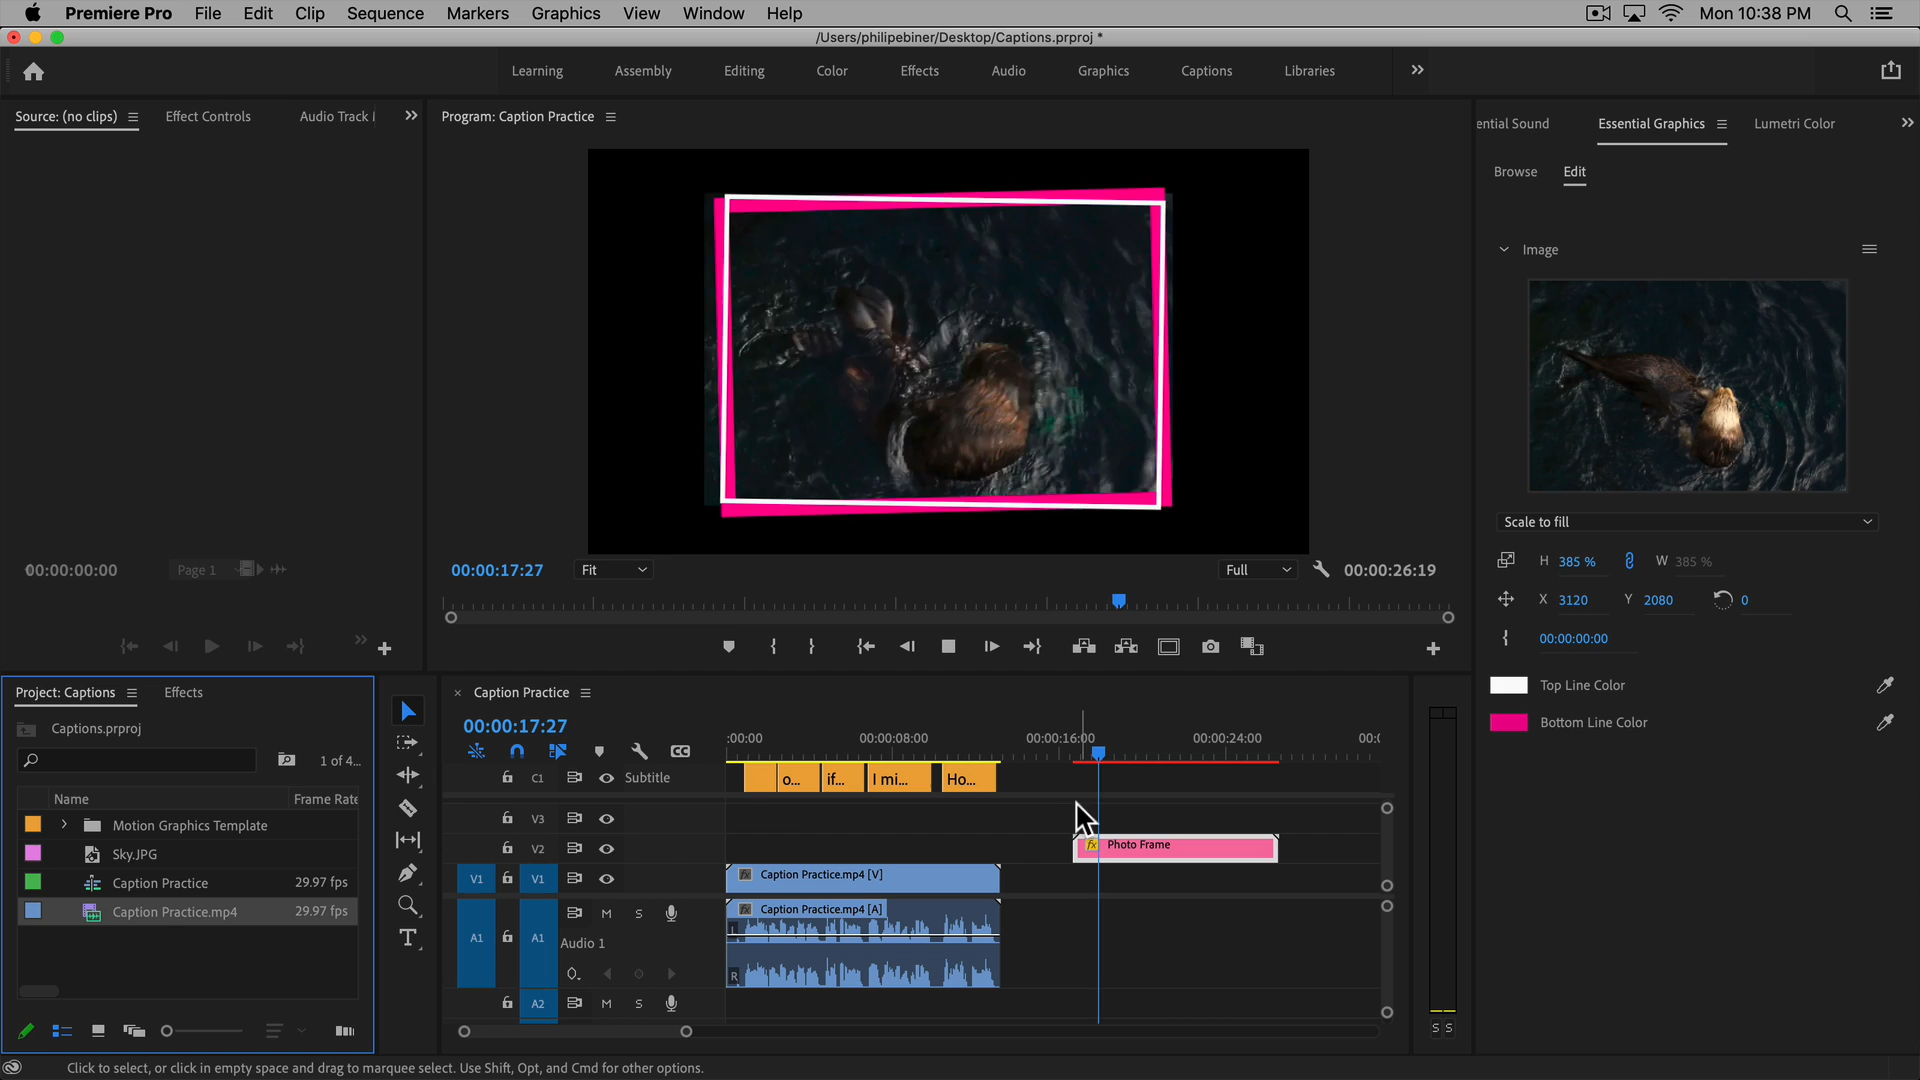 Premiere Pro File Edit Clip Sequence Markers Graphics View Window Help Mon 10:38 PM
/Users/philipebiner/Desktop/Captions.prproj *
Learning Assembly Editing Color Effects Audio Graphics Captions Libraries
Source: (no clips) Effect Controls Audio Track
Program: Caption Practice
ential Sound Essential Graphics Lumetri Color
Browse Edit
Image
Scale to fill
H 385 % W 385 %
X 3120 Y 2080 0
00:00:00:00
Top Line Color
Bottom Line Color
00:00:00:00 Page 1
00:00:17:27 Fit Full 00:00:26:19
Project: Captions Effects
Captions.prproj
1 of 4...
Name Frame Rate
Motion Graphics Template
Sky.JPG
Caption Practice 29.97 fps
Caption Practice.mp4 29.97 fps
× Caption Practice
00:00:17:27
:00:00 00:00:08:00 00:00:16:00 00:00:24:00 00:0
CC
C1 Subtitle o... if... I mi... Ho...
V3
V2 fx Photo Frame
V1 V1 fx Caption Practice.mp4 [V]
M S fx Caption Practice.mp4 [A]
A1 A1 Audio 1 L
R
A2 M S
S S
Click to select, or click in empty space and drag to marquee select. Use Shift, Opt, and Cmd for other options.